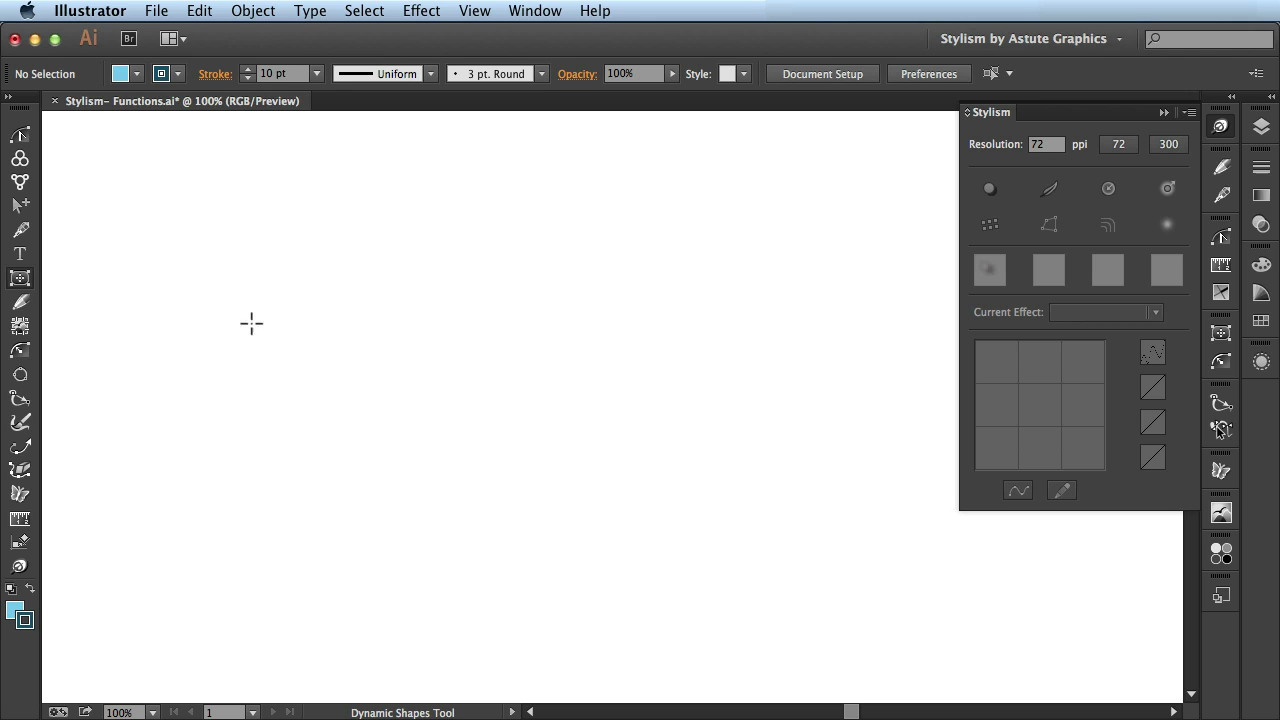 Illustrator File Edit Object Type Select Effect View Window Help
Ai Br Stylism by Astute Graphics
No Selection Stroke: 10 pt Uniform 3 pt. Round Opacity: 100% Style: Document Setup Preferences
Stylism- Functions.ai* @ 100% (RGB/Preview)
Stylism
Resolution: 72 ppi 72 300
Current Effect:
100% 1 Dynamic Shapes Tool